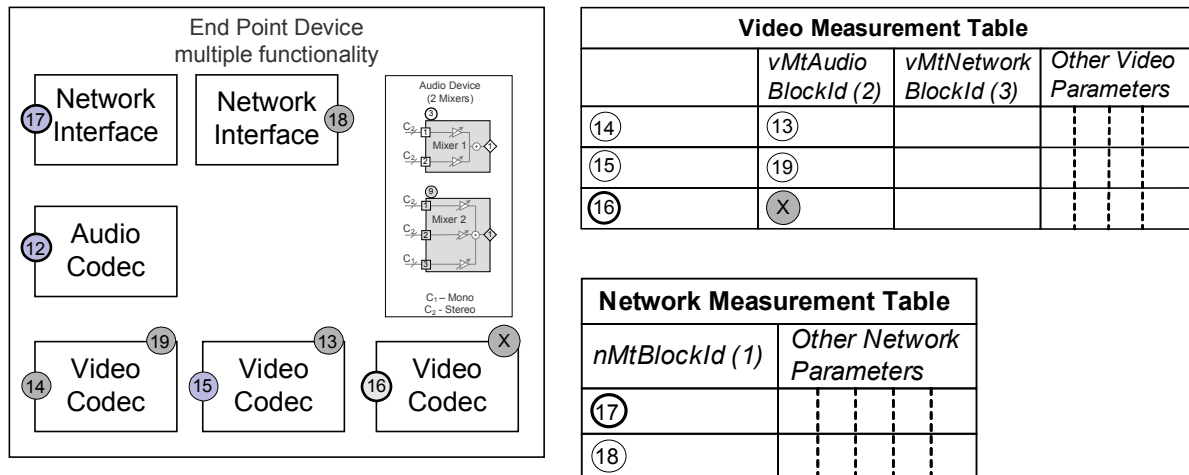 End Point Device
multiple functionality
Network
Interface
17
Network
Interface
18
Audio Device
(2 Mixers)
3
C2
1
Mixer 1
1
C2
2
9
C2
1
Mixer 2
C2
2
1
C1
3
C1 – Mono
C2 - Stereo
12
Audio
Codec
19
14
Video
Codec
13
15
Video
Codec
X
16
Video
Codec
Video Measurement Table
vMtAudio
BlockId (2)
vMtNetwork
BlockId (3)
Other Video
Parameters
14 13
15 19
16 X
Network Measurement Table
nMtBlockId (1)
Other Network
Parameters
17
18